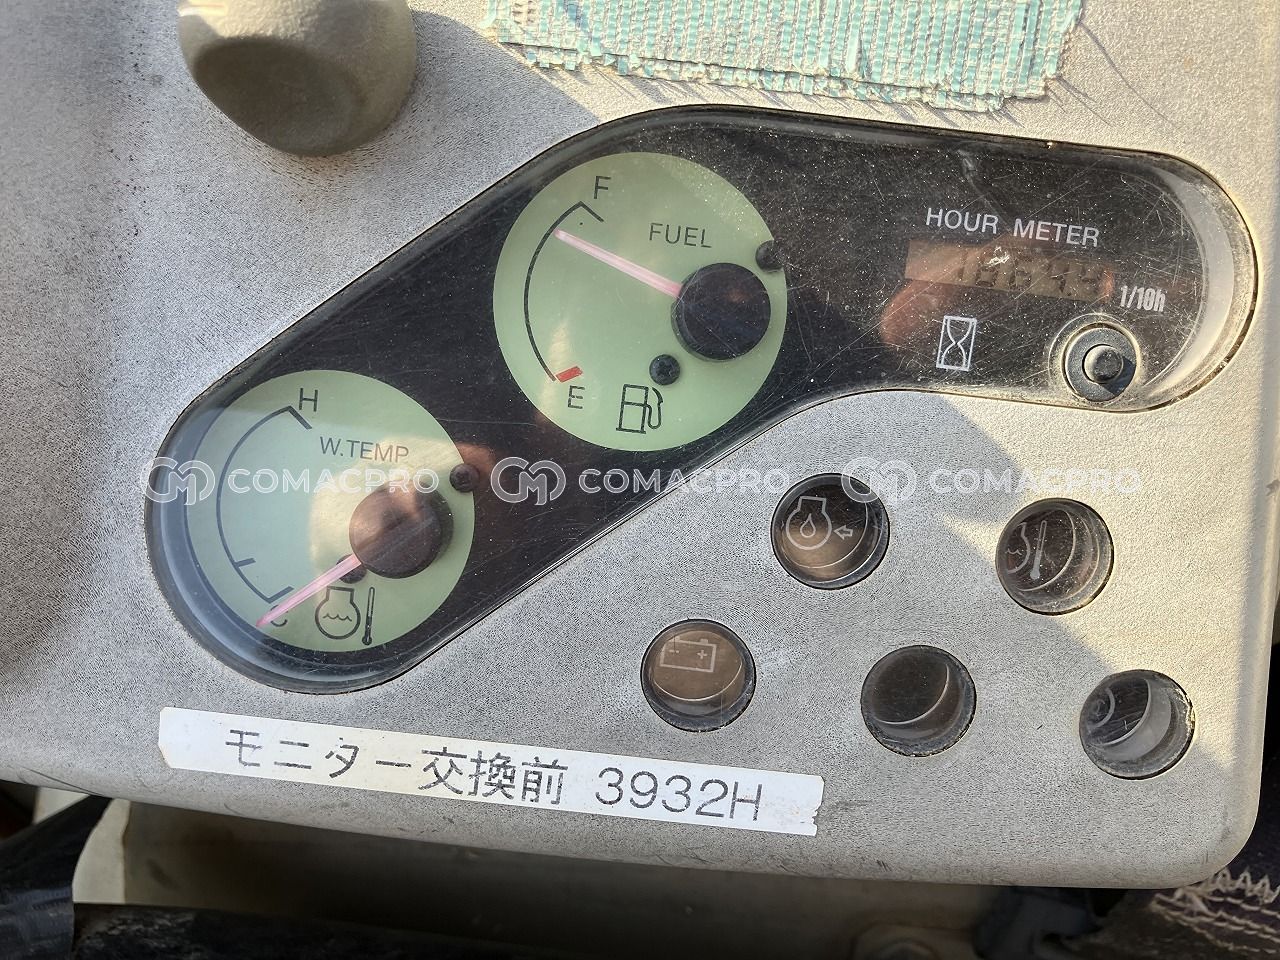 F
FUEL
E
HOUR METER
1/10h
H
W.TEMP
C
COMACPRO COMACPRO COMACPRO
モニター交換前 3932H